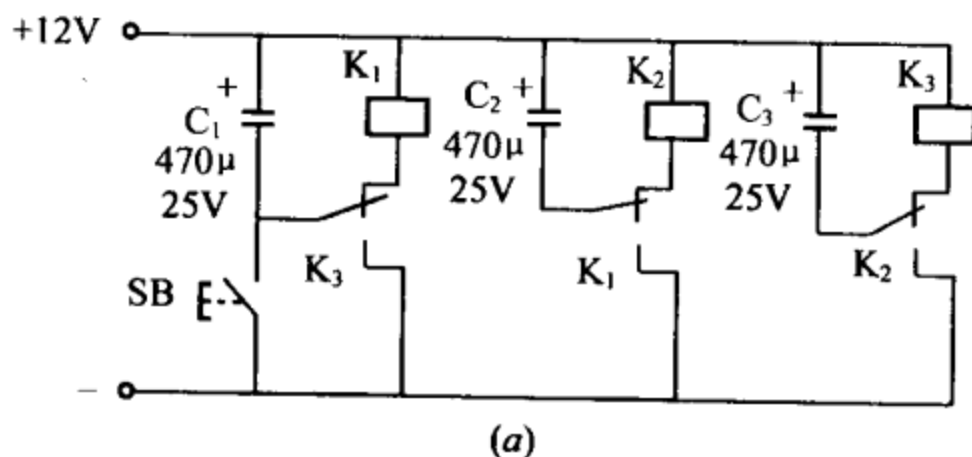 +12V
K₁
C₁ +
470μ
25V
K₃
SB
K₂
C₂ +
470μ
25V
K₁
K₃
C₃ +
470μ
25V
K₂
−
(a)